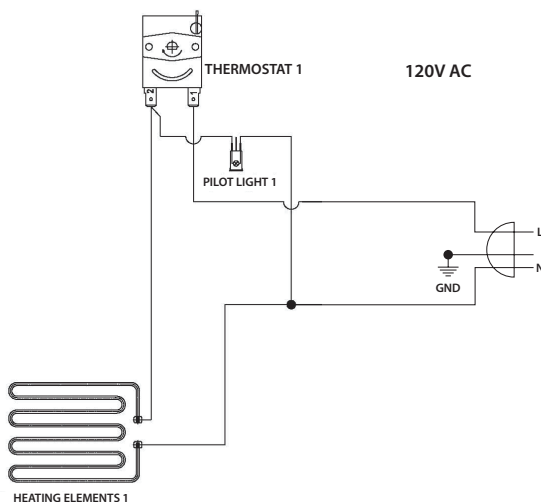 THERMOSTAT 1
120V AC
2
1
PILOT LIGHT 1
L
GND
N
HEATING ELEMENTS 1